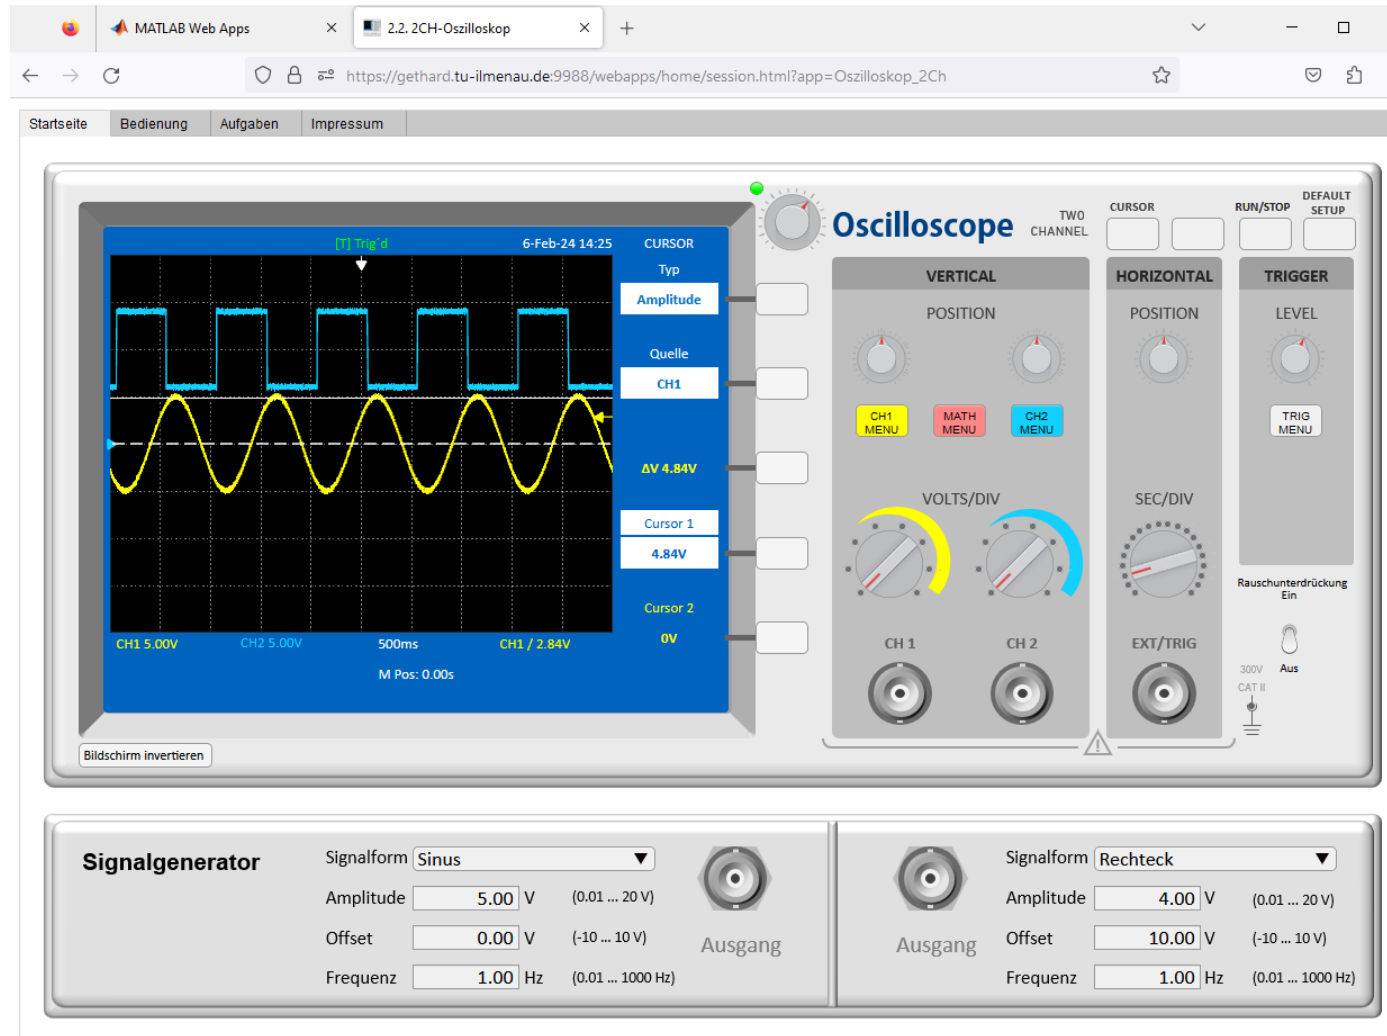 MATLAB Web Apps
2.2. 2CH-Oszilloskop
https://gethard.tu-ilmenau.de:9988/webapps/home/session.html?app=Oszilloskop_2Ch
Startseite Bedienung Aufgaben Impressum
[T] Trig´d 6-Feb-24 14:25 CURSOR
Typ
Amplitude
Quelle
CH1
ΔV 4.84V
Cursor 1
4.84V
Cursor 2
0V
CH1 5.00V CH2 5.00V 500ms CH1 / 2.84V
M Pos: 0.00s
Bildschirm invertieren
Oscilloscope
TWO
CHANNEL
CURSOR
RUN/STOP
DEFAULT
SETUP
VERTICAL
POSITION
CH1
MENU
MATH
MENU
CH2
MENU
VOLTS/DIV
CH 1
CH 2
HORIZONTAL
POSITION
SEC/DIV
EXT/TRIG
TRIGGER
LEVEL
TRIG
MENU
Rauschunterdrückung
Ein
Aus
300V
CAT II
Signalgenerator
Signalform Sinus
Amplitude 5.00 V (0.01 ... 20 V)
Offset 0.00 V (-10 ... 10 V)
Frequenz 1.00 Hz (0.01 ... 1000 Hz)
Ausgang
Ausgang
Signalform Rechteck
Amplitude 4.00 V (0.01 ... 20 V)
Offset 10.00 V (-10 ... 10 V)
Frequenz 1.00 Hz (0.01 ... 1000 Hz)